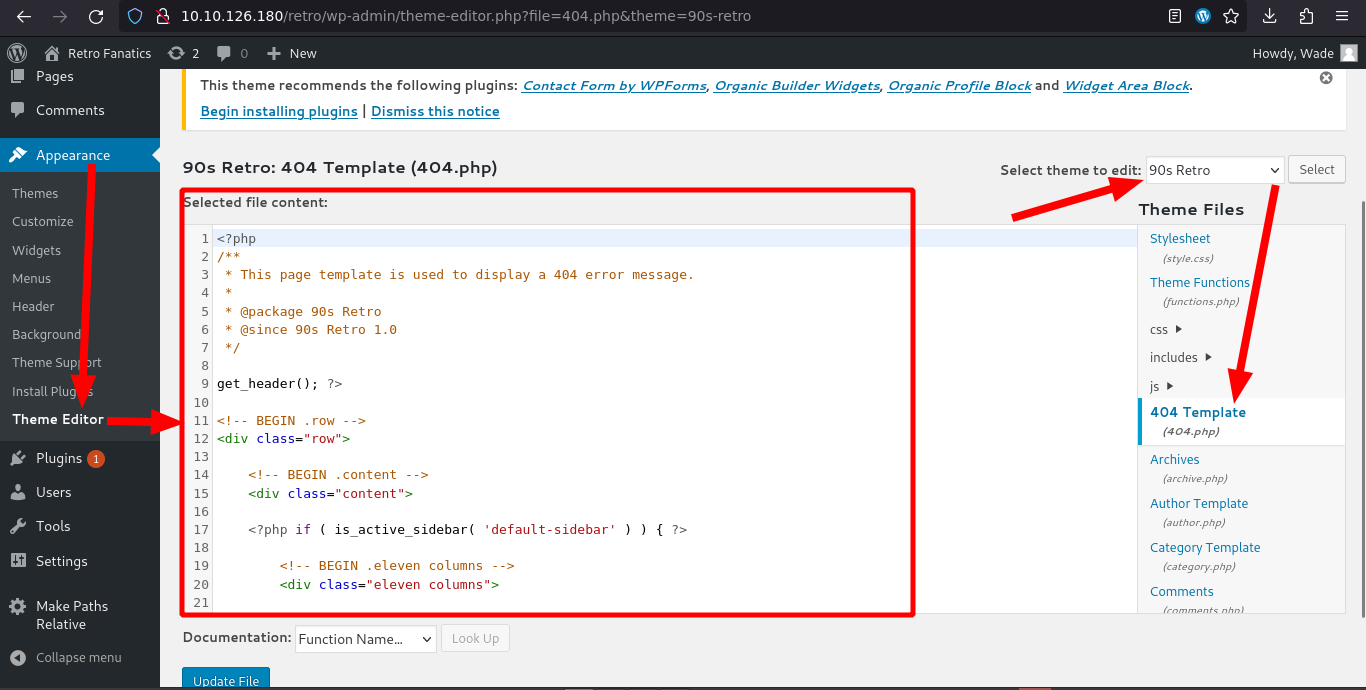 10.10.126.180/retro/wp-admin/theme-editor.php?file=404.php&theme=90s-retro
Retro Fanatics 2 0 New Howdy, Wade
Pages
Comments
Appearance
Themes
Customize
Widgets
Menus
Header
Background
Theme Support
Install Plugins
Theme Editor
Plugins 1
Users
Tools
Settings
Make Paths
Relative
Collapse menu
This theme recommends the following plugins: Contact Form by WPForms, Organic Builder Widgets, Organic Profile Block and Widget Area Block.
Begin installing plugins | Dismiss this notice
90s Retro: 404 Template (404.php)
Select theme to edit: 90s Retro Select
Selected file content:
1 <?php
2 /**
3  * This page template is used to display a 404 error message.
4  *
5  * @package 90s Retro
6  * @since 90s Retro 1.0
7  */
8
9 get_header(); ?>
10
11 <!-- BEGIN .row -->
12 <div class="row">
13
14     <!-- BEGIN .content -->
15     <div class="content">
16
17     <?php if ( is_active_sidebar( 'default-sidebar' ) ) { ?>
18
19         <!-- BEGIN .eleven columns -->
20         <div class="eleven columns">
21
Theme Files
Stylesheet
(style.css)
Theme Functions
(functions.php)
css
includes
js
404 Template
(404.php)
Archives
(archive.php)
Author Template
(author.php)
Category Template
(category.php)
Comments
(comments.php)
Documentation: Function Name... Look Up
Update File